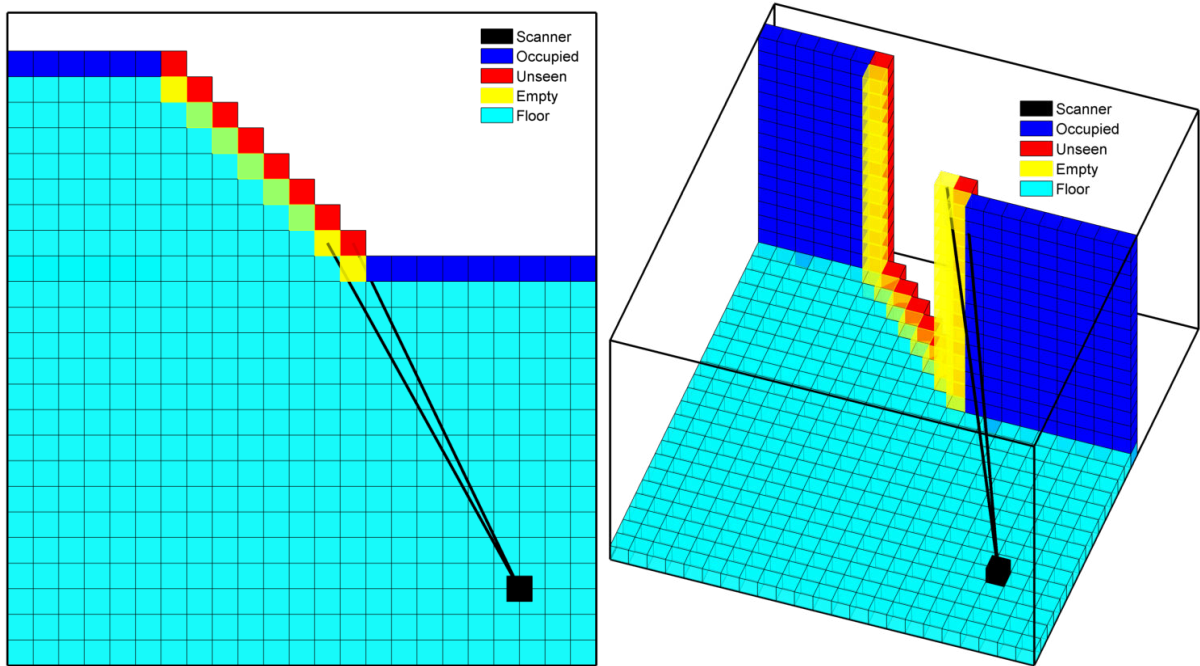 Scanner
Occupied
Unseen
Empty
Floor
Scanner
Occupied
Unseen
Empty
Floor